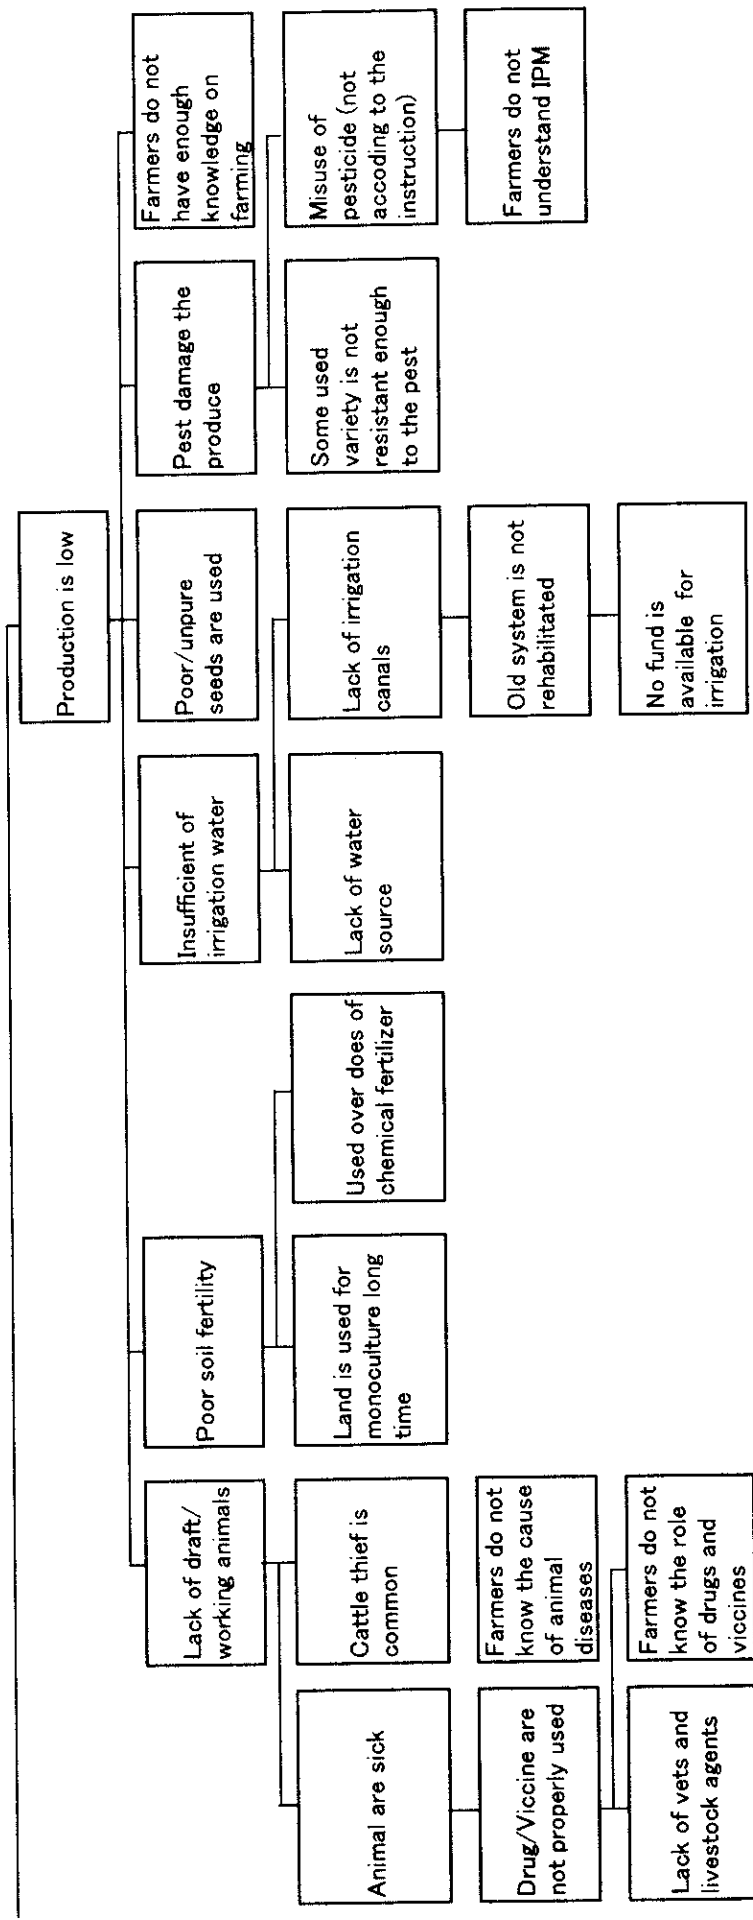 Production is low
Lack of draft/
working animals
Poor soil fertility
Insufficient of
irrigation water
Poor/unpure
seeds are used
Pest damage the
produce
Farmers do not
have enough
knowledge on
farming
Animal are sick
Cattle thief is
common
Land is used for
monoculture long
time
Used over does of
chemical fertilizer
Lack of water
source
Lack of irrigation
canals
Some used
variety is not
resistant enough
to the pest
Misuse of
pesticide (not
accoding to the
instruction)
Drug/Viccine are
not properly used
Farmers do not
know the cause
of animal
diseases
Old system is not
rehabilitated
Farmers do not
understand IPM
Lack of vets and
livestock agents
Farmers do not
know the role
of drugs and
viccines
No fund is
available for
irrigation